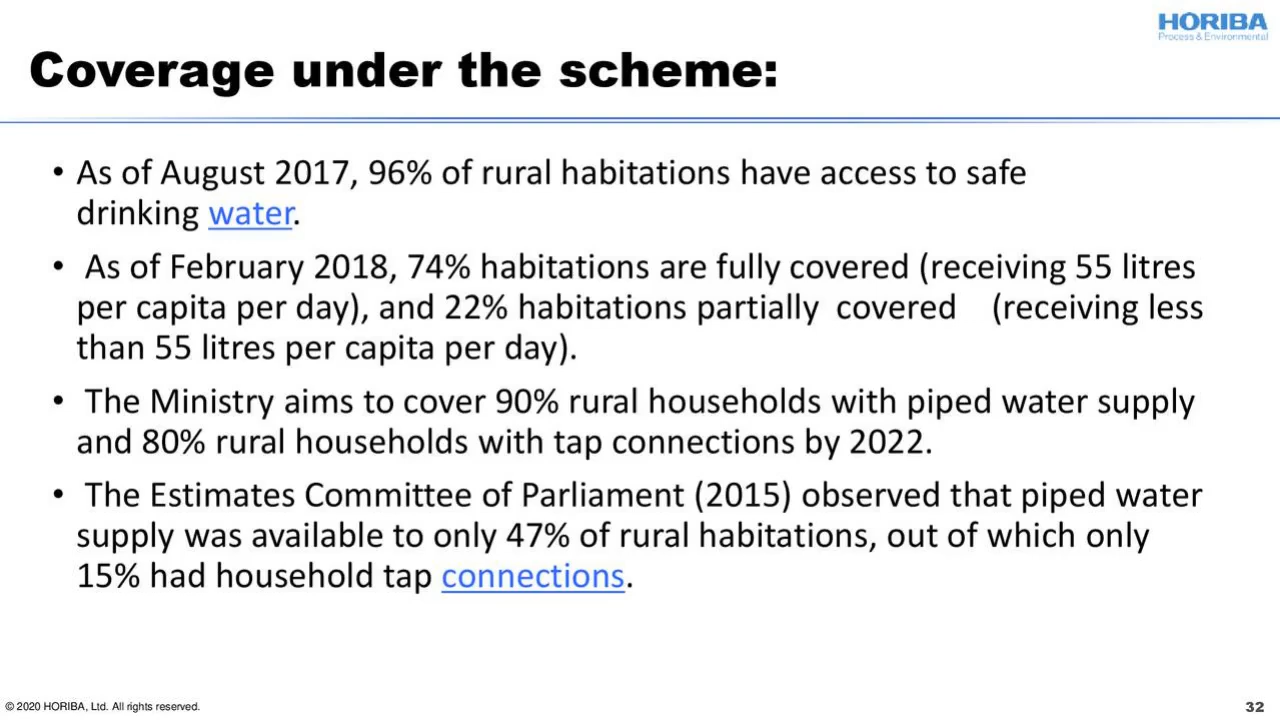 HORIBA
Process & Environmental
Coverage under the scheme:
• As of August 2017, 96% of rural habitations have access to safe
drinking water.
• As of February 2018, 74% habitations are fully covered (receiving 55 litres
per capita per day), and 22% habitations partially covered (receiving less
than 55 litres per capita per day).
• The Ministry aims to cover 90% rural households with piped water supply
and 80% rural households with tap connections by 2022.
• The Estimates Committee of Parliament (2015) observed that piped water
supply was available to only 47% of rural habitations, out of which only
15% had household tap connections.
© 2020 HORIBA, Ltd. All rights reserved.
32